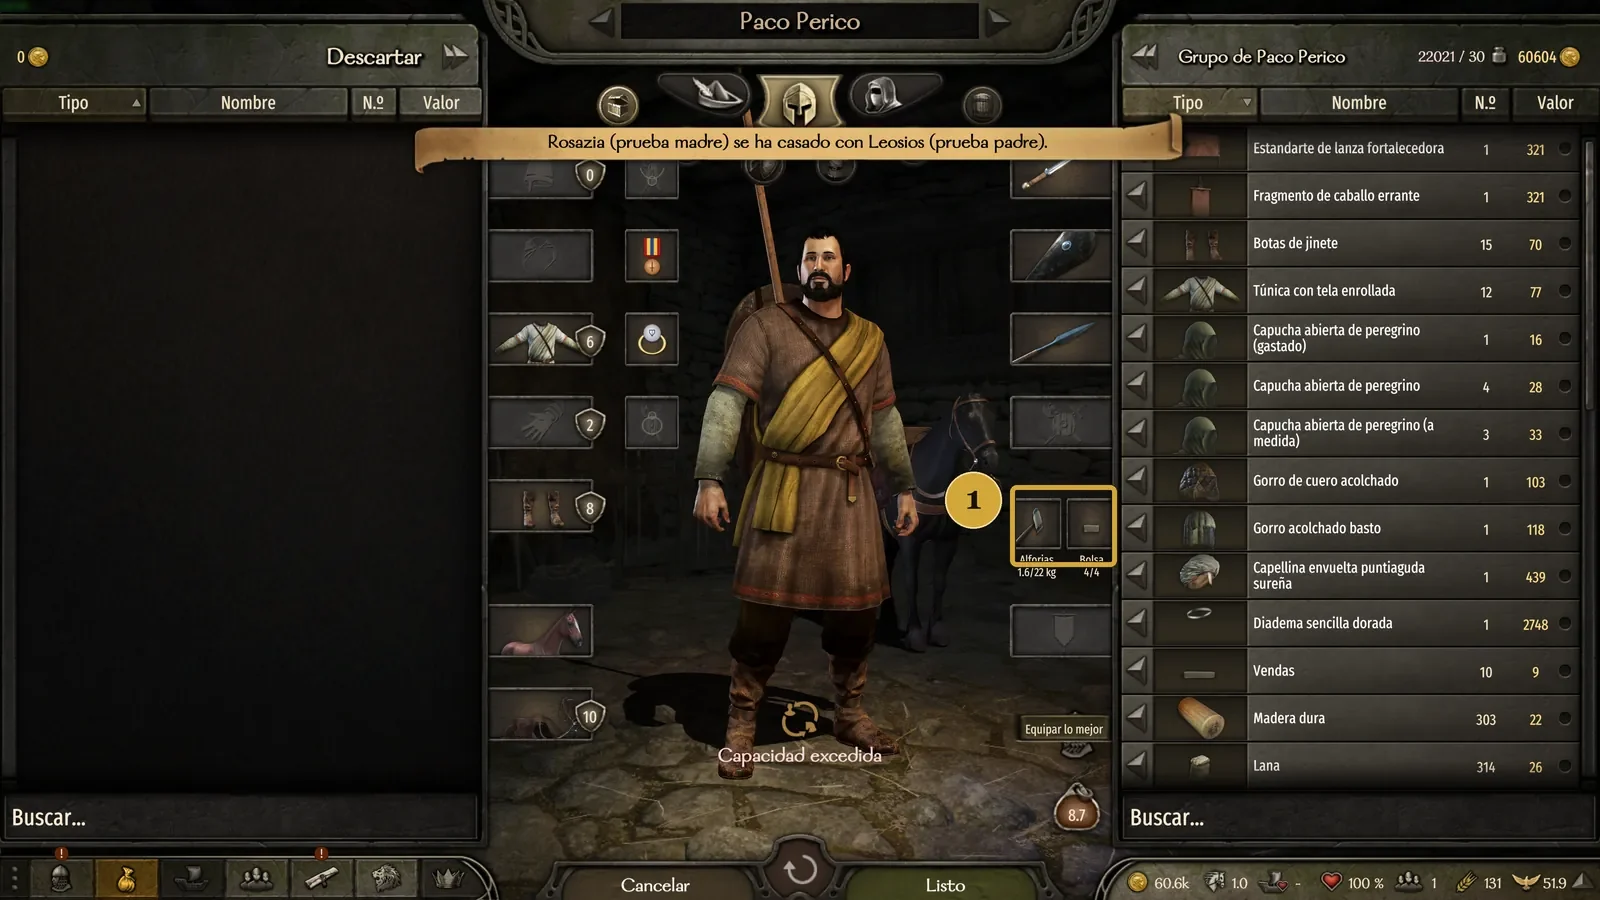 Paco Perico
0
Descartar
Grupo de Paco Perico
22021 / 30
60604
Tipo
Nombre
N.º
Valor
Tipo
Nombre
N.º
Valor
Rosazia (prueba madre) se ha casado con Leosios (prueba padre).
0
6
2
8
10
1
Alforjas
Bolsa
1.6/22 kg
4/4
Equipar lo mejor
8.7
Capacidad excedida
Estandarte de lanza fortalecedora
1
321
Fragmento de caballo errante
1
321
Botas de jinete
15
70
Túnica con tela enrollada
12
77
Capucha abierta de peregrino
(gastado)
1
16
Capucha abierta de peregrino
4
28
Capucha abierta de peregrino (a
medida)
3
33
Gorro de cuero acolchado
1
103
Gorro acolchado basto
1
118
Capellina envuelta puntiaguda
sureña
1
439
Diadema sencilla dorada
1
2748
Vendas
10
9
Madera dura
303
22
Lana
314
26
Buscar...
Buscar...
!
!
Cancelar
Listo
60.6k
1.0
-
100 %
1
131
51.9